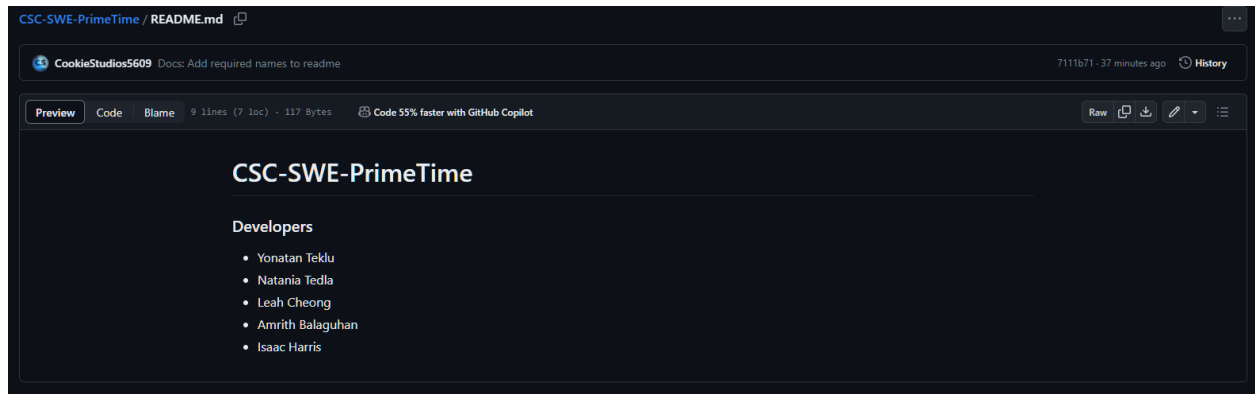 CSC-SWE-PrimeTime / README.md
CookieStudios5609 Docs: Add required names to readme 7111b71 · 37 minutes ago History
Preview Code Blame 9 lines (7 loc) · 117 Bytes Code 55% faster with GitHub Copilot Raw
CSC-SWE-PrimeTime
Developers
• Yonatan Teklu
• Natania Tedla
• Leah Cheong
• Amrith Balaguhan
• Isaac Harris